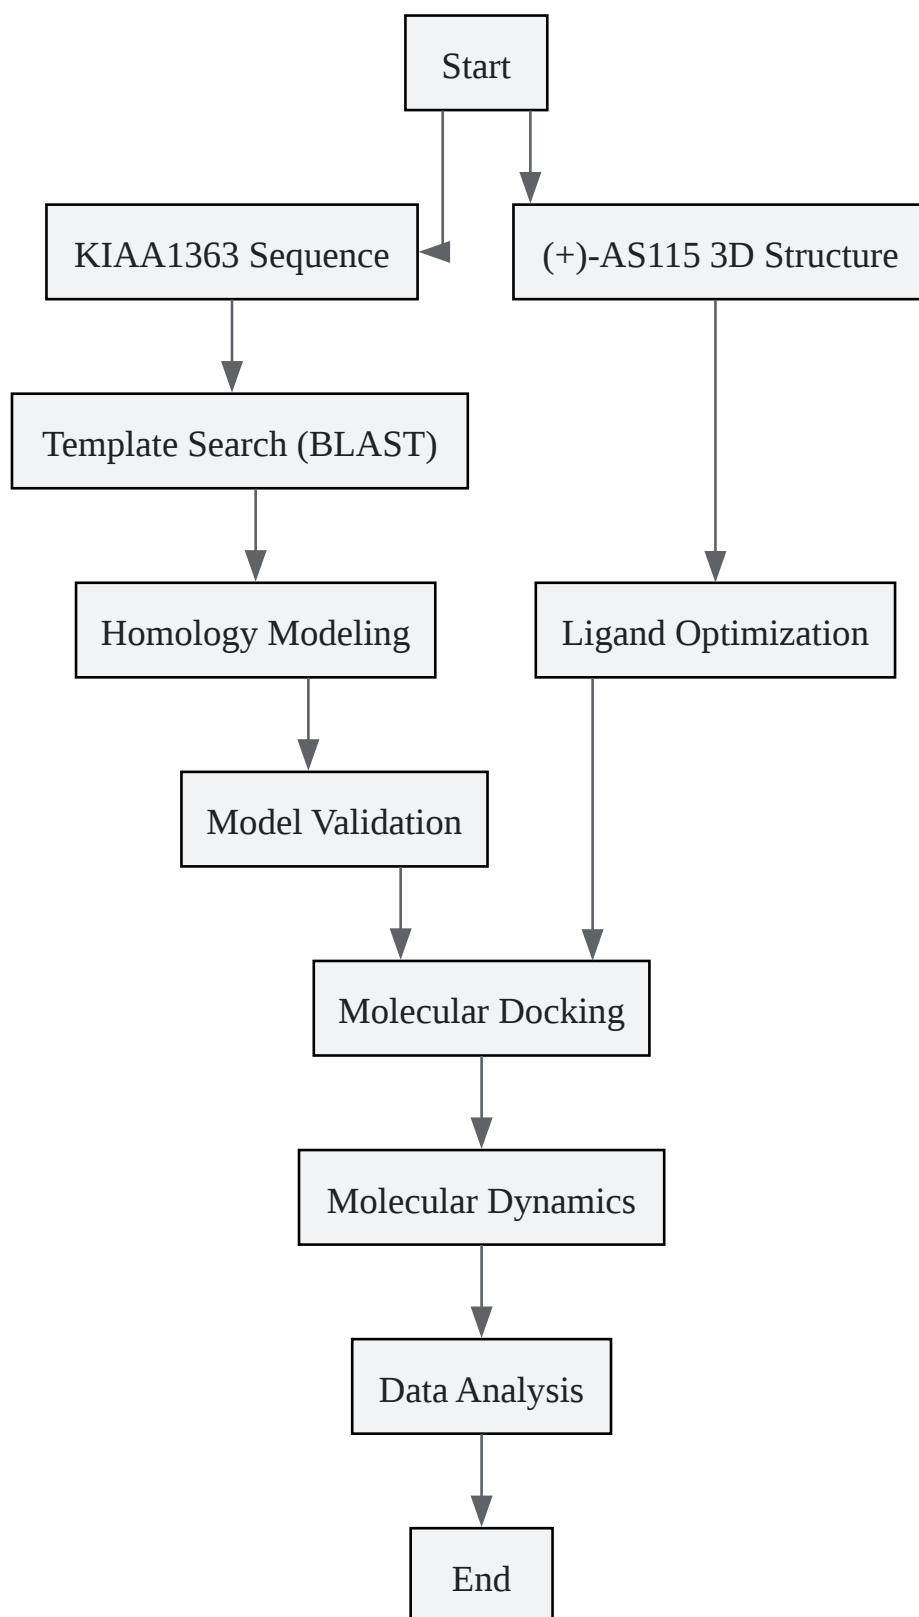 Start
KIAA1363 Sequence
(+)-AS115 3D Structure
Template Search (BLAST)
Homology Modeling
Ligand Optimization
Model Validation
Molecular Docking
Molecular Dynamics
Data Analysis
End